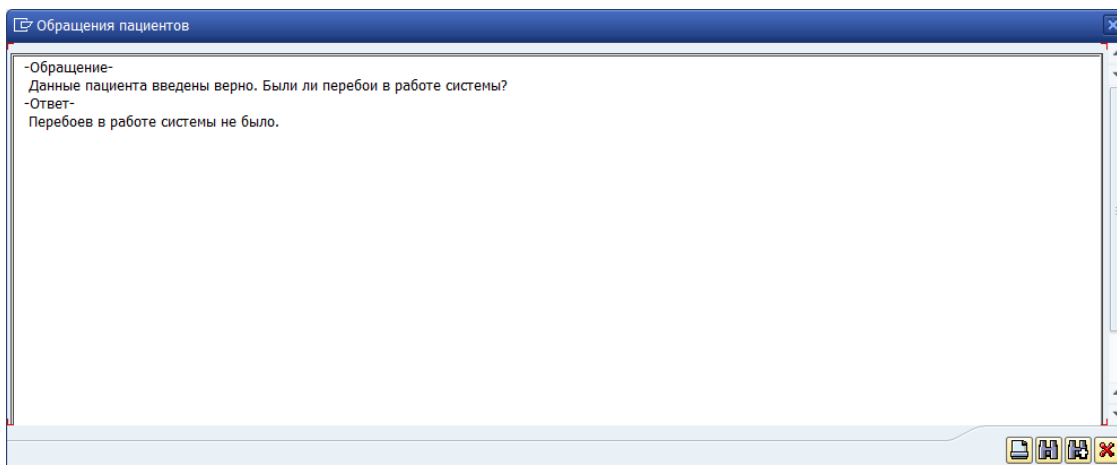 Обращения пациентов
-Обращение-
Данные пациента введены верно. Были ли перебои в работе системы?
-Ответ-
Перебоев в работе системы не было.